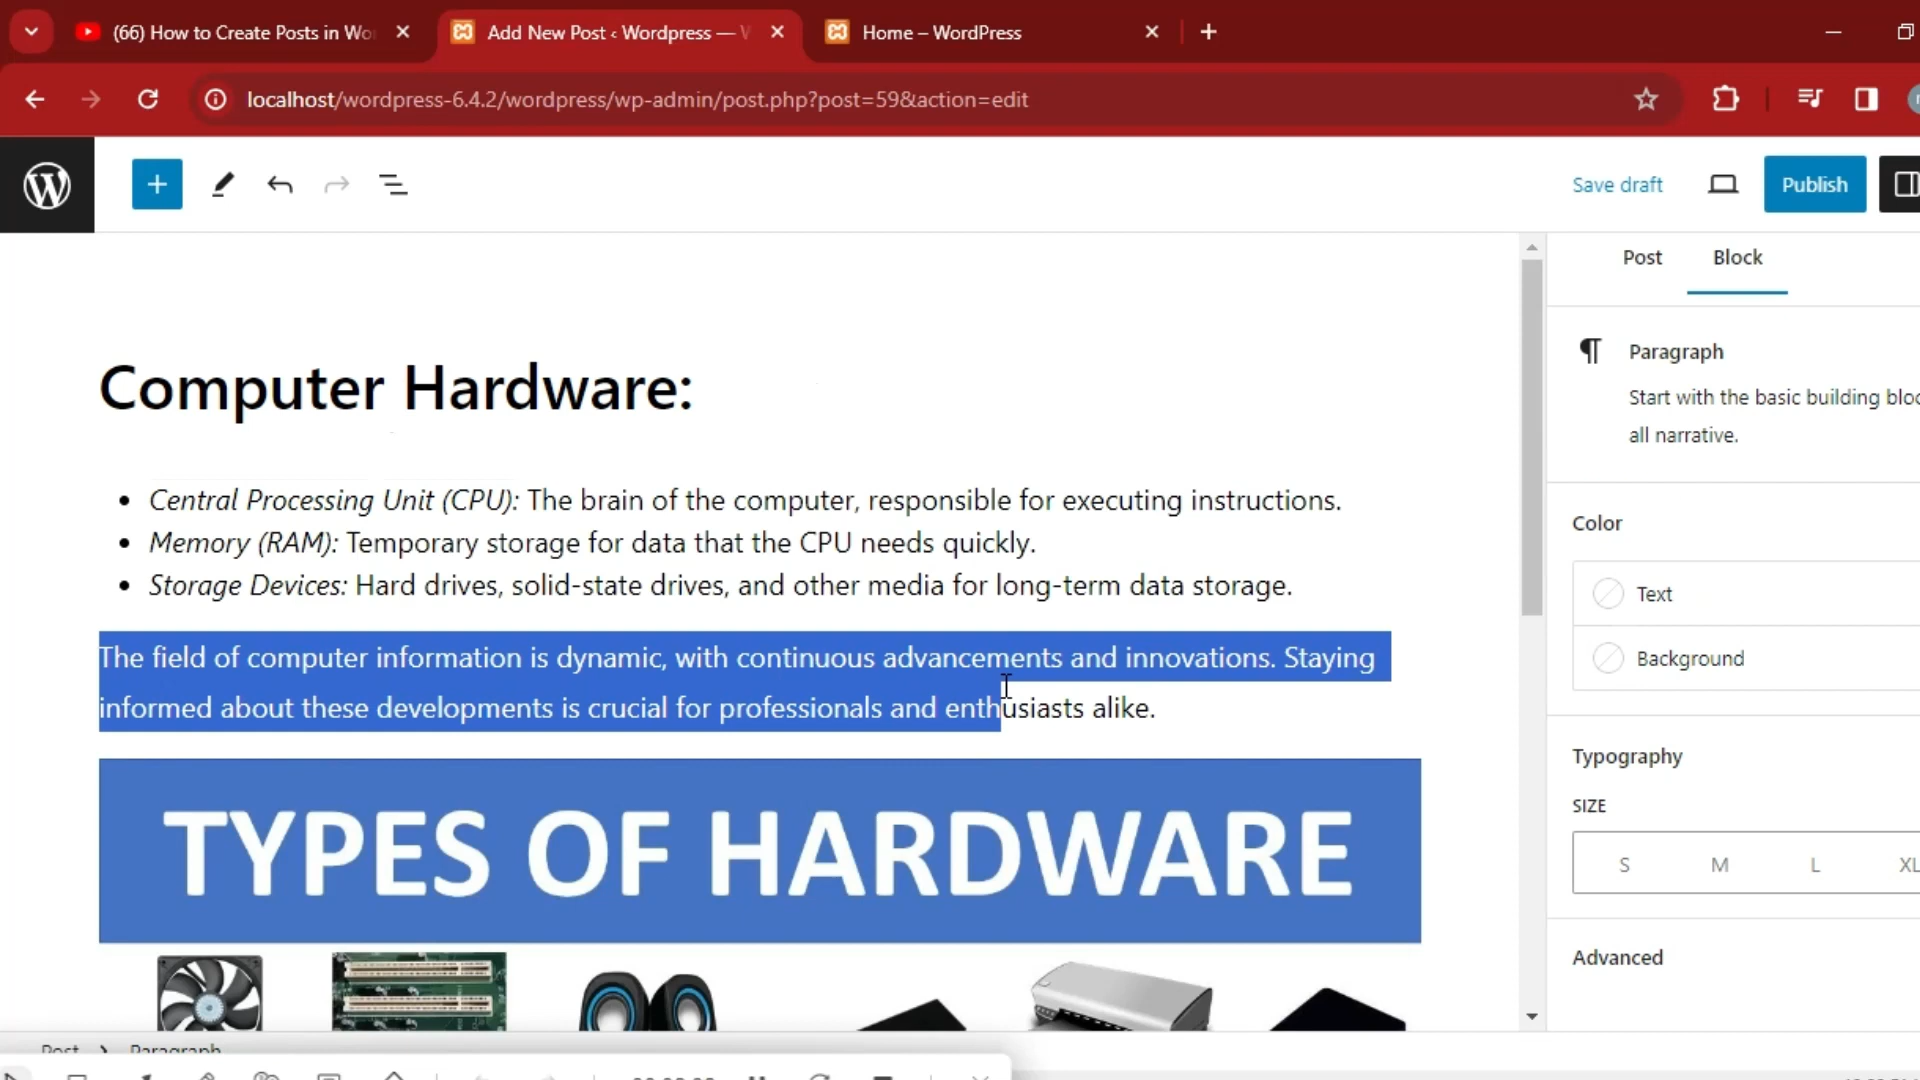 (66) How to Create Posts in Wo
Add New Post ‹ Wordpress — W
Home – WordPress
localhost/wordpress-6.4.2/wordpress/wp-admin/post.php?post=59&action=edit
Save draft
Publish
Post
Block
Paragraph
Start with the basic building bloc
all narrative.
Computer Hardware:
• Central Processing Unit (CPU): The brain of the computer, responsible for executing instructions.
• Memory (RAM): Temporary storage for data that the CPU needs quickly.
• Storage Devices: Hard drives, solid-state drives, and other media for long-term data storage.
The field of computer information is dynamic, with continuous advancements and innovations. Staying
informed about these developments is crucial for professionals and enthusiasts alike.
TYPES OF HARDWARE
Color
Text
Background
Typography
SIZE
S M L XL
Advanced
Post › Paragraph